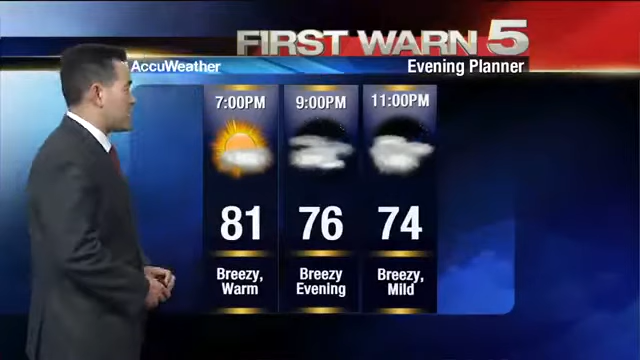 FIRST WARN 5
AccuWeather
Evening Planner
7:00PM 9:00PM 11:00PM
81 76 74
Breezy, Breezy Breezy,
Warm Evening Mild